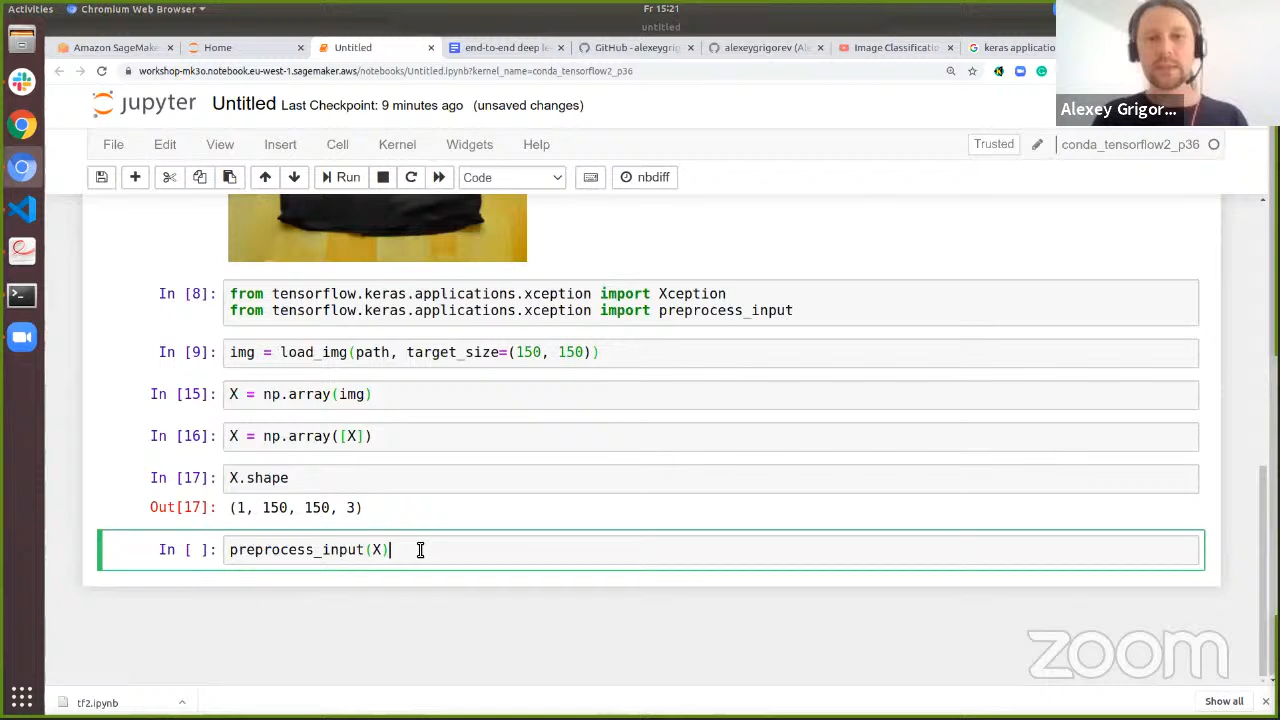 Activities
Chromium Web Browser
Fr 15:21
untitled
Amazon SageMake
Home
Untitled
end-to-end deep le
GitHub - alexeygri
alexeygrigorev (Al
Image Classificati
keras applicatio
workshop-mk3o.notebook.eu-west-1.sagemaker.aws/notebooks/Untitled.ipynb?kernel_name=conda_tensorflow2_p36
Alexey Grigor...
jupyter Untitled Last Checkpoint: 9 minutes ago (unsaved changes)
File Edit View Insert Cell Kernel Widgets Help
Trusted
conda_tensorflow2_p36
Run
Code
nbdiff
In [8]: from tensorflow.keras.applications.xception import Xception
from tensorflow.keras.applications.xception import preprocess_input
In [9]: img = load_img(path, target_size=(150, 150))
In [15]: X = np.array(img)
In [16]: X = np.array([X])
In [17]: X.shape
Out[17]: (1, 150, 150, 3)
In [ ]: preprocess_input(X)
zoom
tf2.ipynb
Show all